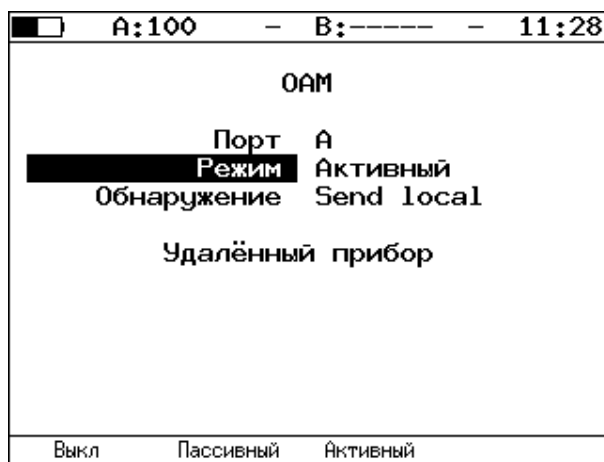 A:100 – B:----- – 11:28
OAM
Порт A
Режим Активный
Обнаружение Send local
Удалённый прибор
Выкл Пассивный Активный